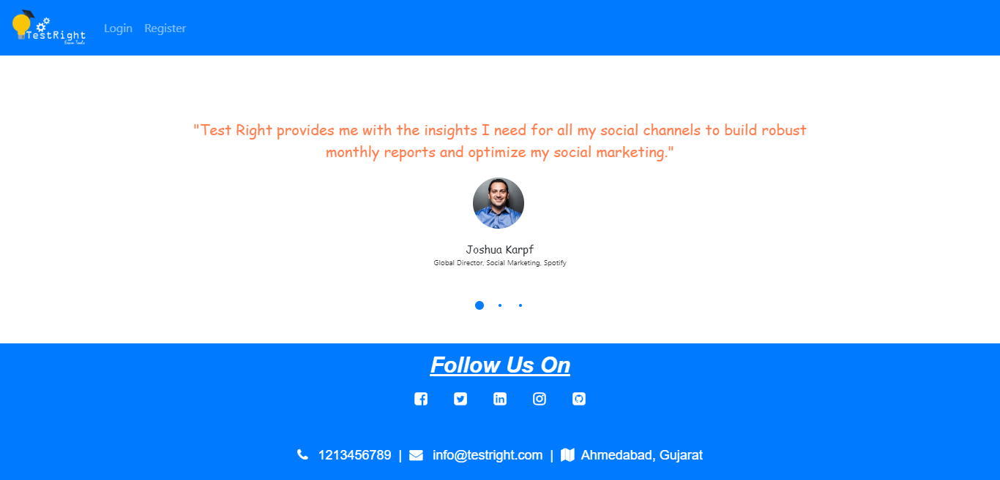 TestRight
Exam Tools
Login Register
"Test Right provides me with the insights I need for all my social channels to build robust
monthly reports and optimize my social marketing."
Joshua Karpf
Global Director, Social Marketing, Spotify
Follow Us On
1213456789 | info@testright.com | Ahmedabad, Gujarat